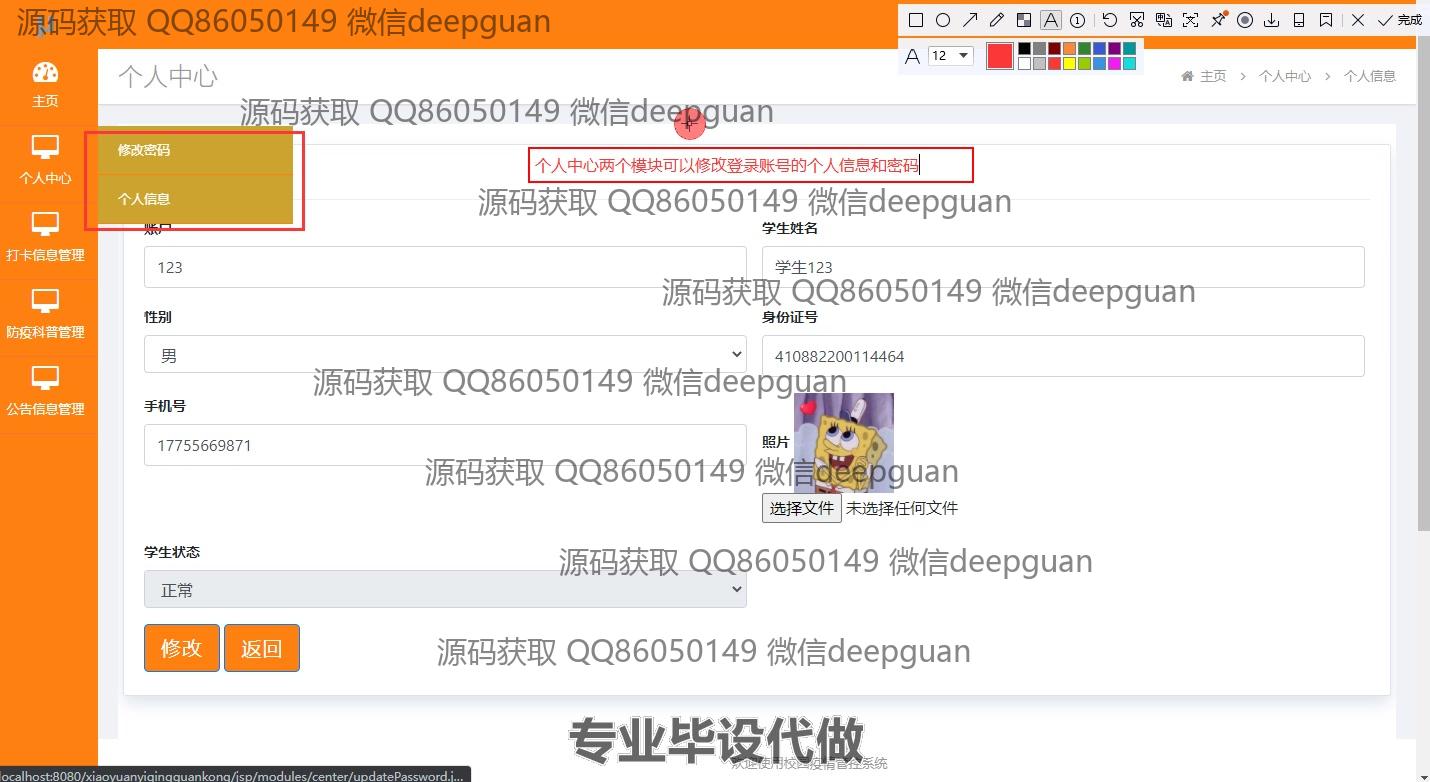 源码获取 QQ86050149 微信deepguan
完成
A 12
个人中心
主页 > 个人中心 > 个人信息
主页
源码获取 QQ86050149 微信deepguan
修改密码
个人中心两个模块可以修改登录账号的个人信息和密码
个人中心
个人信息
源码获取 QQ86050149 微信deepguan
账户
学生姓名
打卡信息管理
123
学生123
源码获取 QQ86050149 微信deepguan
性别
身份证号
防疫科普管理
男
410882200114464
源码获取 QQ86050149 微信deepguan
手机号
公告信息管理
17755669871
照片
源码获取 QQ86050149 微信deepguan
选择文件 未选择任何文件
学生状态
源码获取 QQ86050149 微信deepguan
正常
修改 返回
源码获取 QQ86050149 微信deepguan
专业毕设代做
欢迎使用校园疫情管控系统
localhost:8080/xiaoyuanyiqingguankong/jsp/modules/center/updatePassword.j...